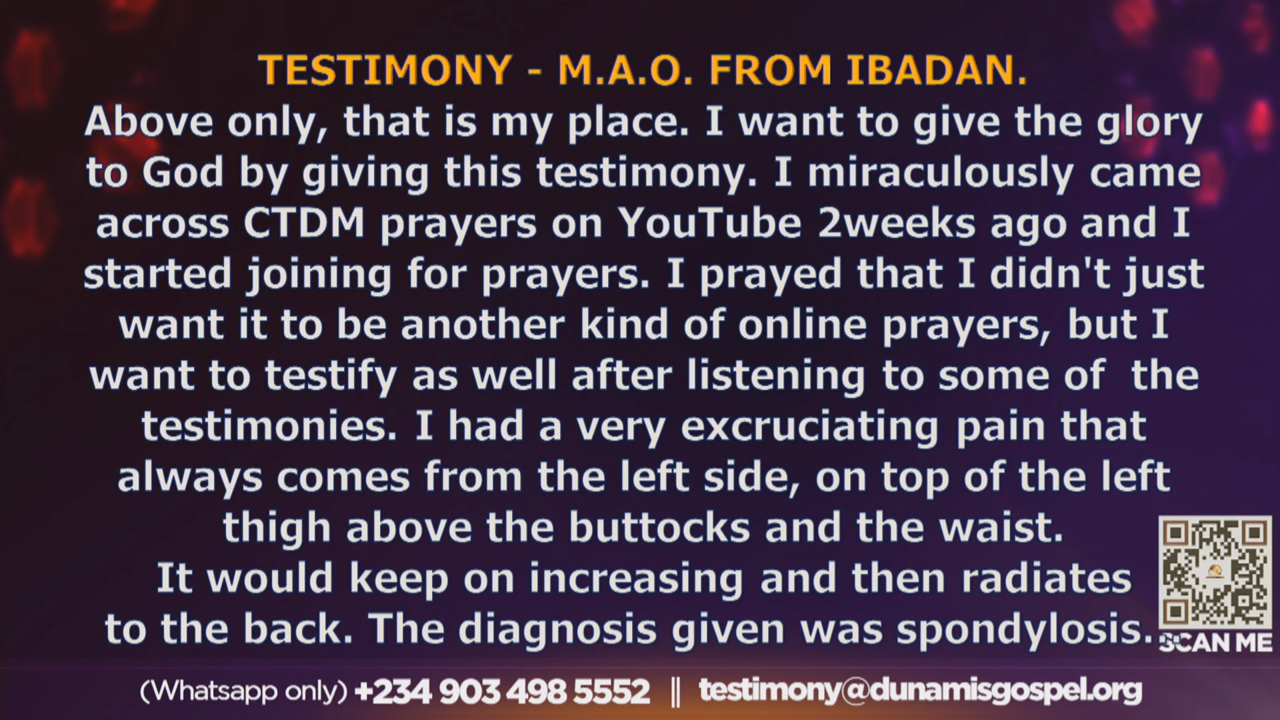 TESTIMONY - M.A.O. FROM IBADAN.
Above only, that is my place. I want to give the glory
to God by giving this testimony. I miraculously came
across CTDM prayers on YouTube 2weeks ago and I
started joining for prayers. I prayed that I didn't just
want it to be another kind of online prayers, but I
want to testify as well after listening to some of  the
testimonies. I had a very excruciating pain that
always comes from the left side, on top of the left
thigh above the buttocks and the waist.
It would keep on increasing and then radiates
to the back. The diagnosis given was spondylosis...
SCAN ME
(Whatsapp only) +234 903 498 5552 || testimony@dunamisgospel.org